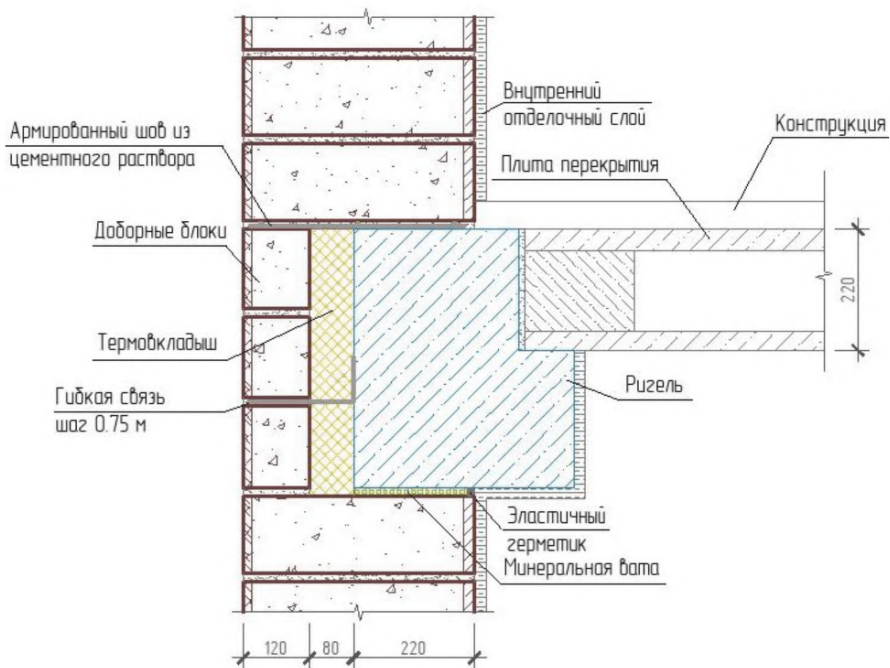 Внутренний
отделочный слой
Конструкция
Армированный шов из
цементного раствора
Плита перекрытия
Доборные блоки
220
Термовкладыш
Гибкая связь
шаг 0.75 м
Ригель
Эластичный
герметик
Минеральная вата
120 80 220